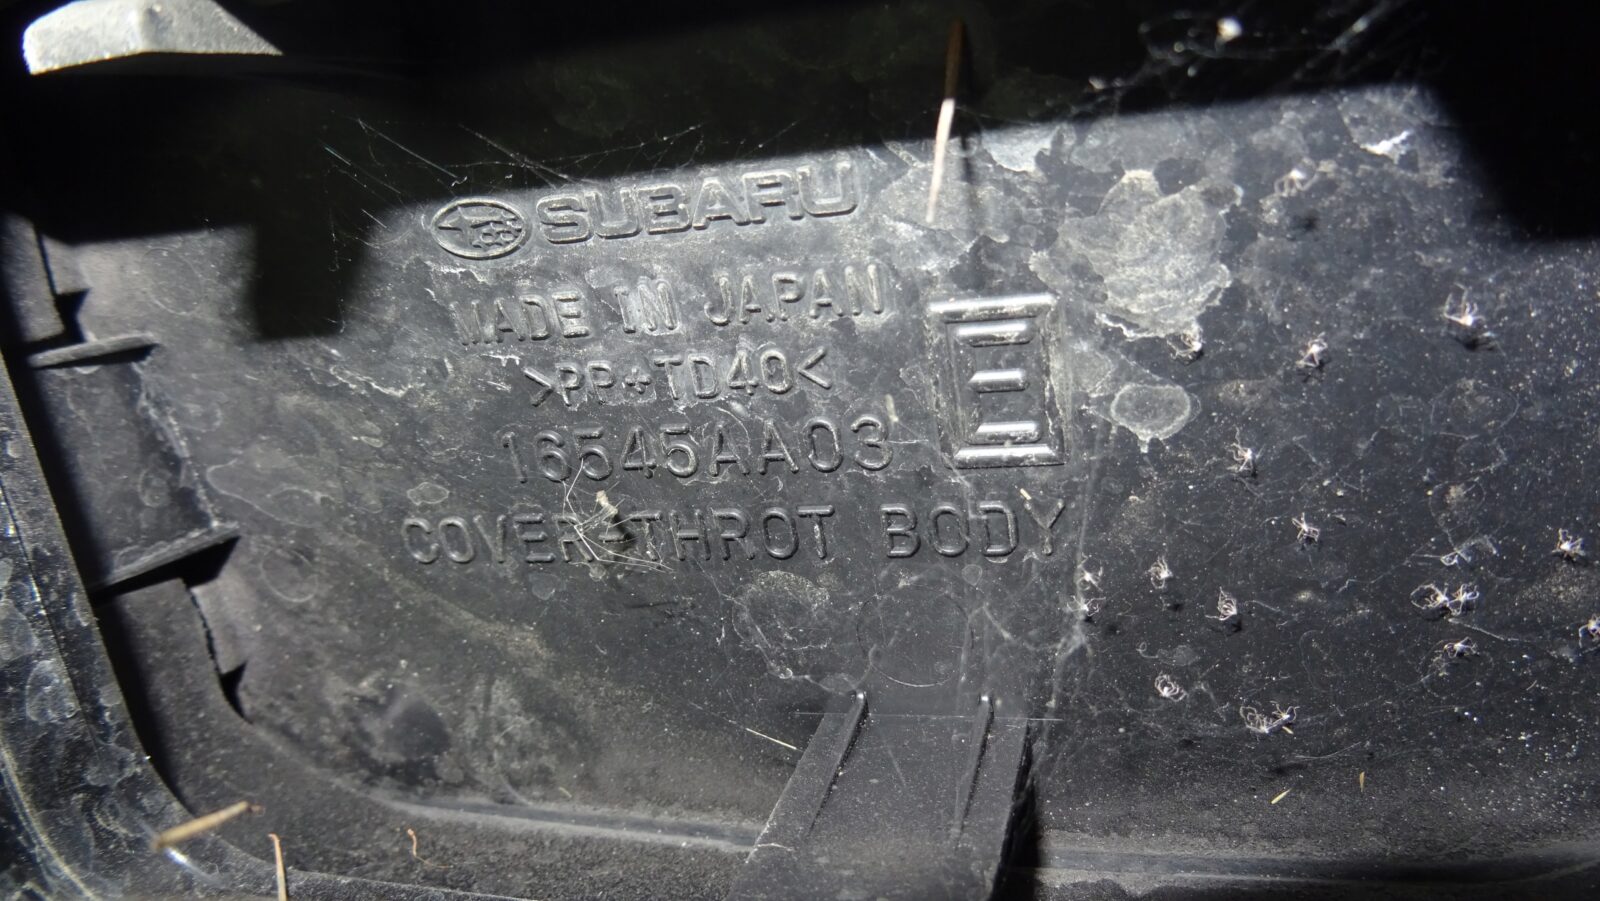 SUBARU
MADE IN JAPAN
>PP+TD40<
16545AA03
E
COVER-THROT BODY